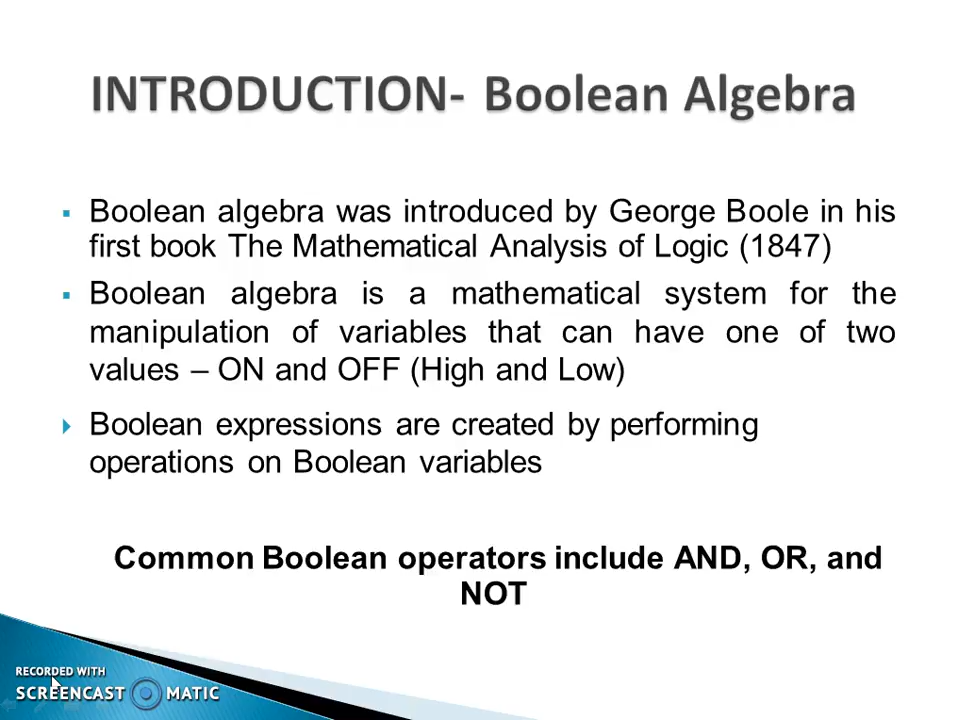 INTRODUCTION- Boolean Algebra
Boolean algebra was introduced by George Boole in his
first book The Mathematical Analysis of Logic (1847)
Boolean algebra is a mathematical system for the
manipulation of variables that can have one of two
values – ON and OFF (High and Low)
Boolean expressions are created by performing
operations on Boolean variables
Common Boolean operators include AND, OR, and
NOT
RECORDED WITH
SCREENCAST MATIC